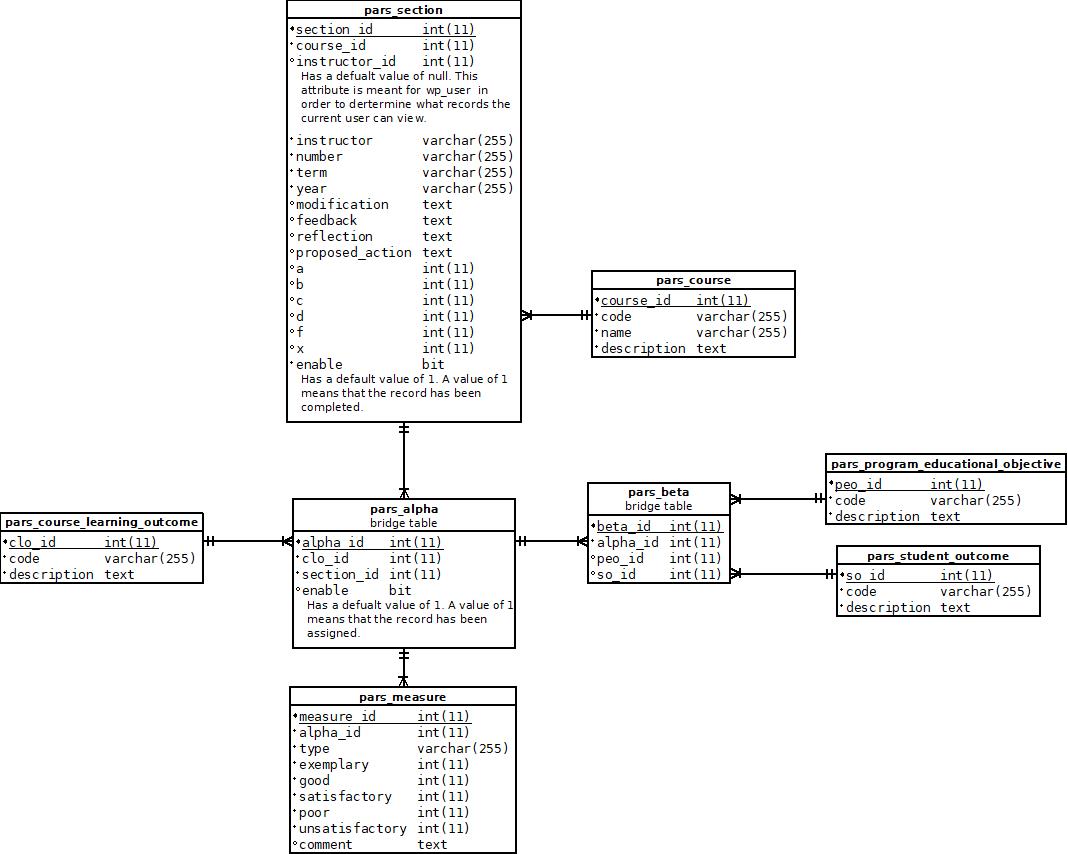 pars_section
section_id int(11)
course_id int(11)
instructor_id int(11)
Has a defualt value of null. This
attribute is meant for wp_user in
order to dertermine what records the
current user can view.
instructor varchar(255)
number varchar(255)
term varchar(255)
year varchar(255)
modification text
feedback text
reflection text
proposed_action text
a int(11)
b int(11)
c int(11)
d int(11)
f int(11)
x int(11)
enable bit
Has a default value of 1. A value of 1
means that the record has been
completed.
pars_course
course_id int(11)
code varchar(255)
name varchar(255)
description text
pars_course_learning_outcome
clo_id int(11)
code varchar(255)
description text
pars_alpha
bridge table
alpha_id int(11)
clo_id int(11)
section_id int(11)
enable bit
Has a defualt value of 1. A value of 1
means that the record has been
assigned.
pars_beta
bridge table
beta_id int(11)
alpha_id int(11)
peo_id int(11)
so_id int(11)
pars_program_educational_objective
peo_id int(11)
code varchar(255)
description text
pars_student_outcome
so_id int(11)
code varchar(255)
description text
pars_measure
measure_id int(11)
alpha_id int(11)
type varchar(255)
exemplary int(11)
good int(11)
satisfactory int(11)
poor int(11)
unsatisfactory int(11)
comment text